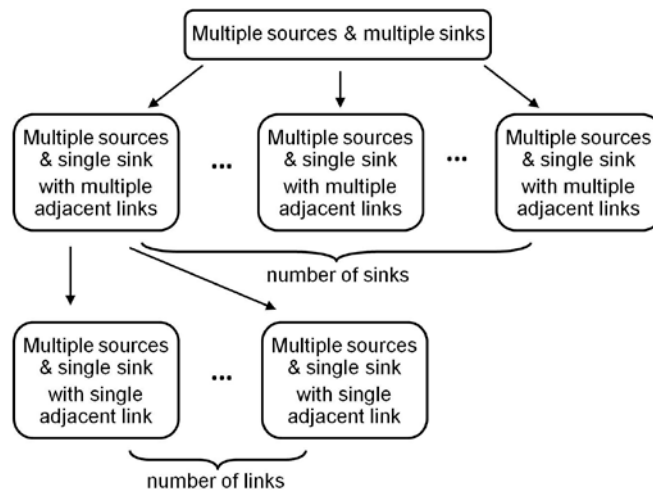 Multiple sources & multiple sinks
Multiple sources
& single sink
with multiple
adjacent links
...
Multiple sources
& single sink
with multiple
adjacent links
...
Multiple sources
& single sink
with multiple
adjacent links
number of sinks
Multiple sources
& single sink
with single
adjacent link
...
Multiple sources
& single sink
with single
adjacent link
number of links